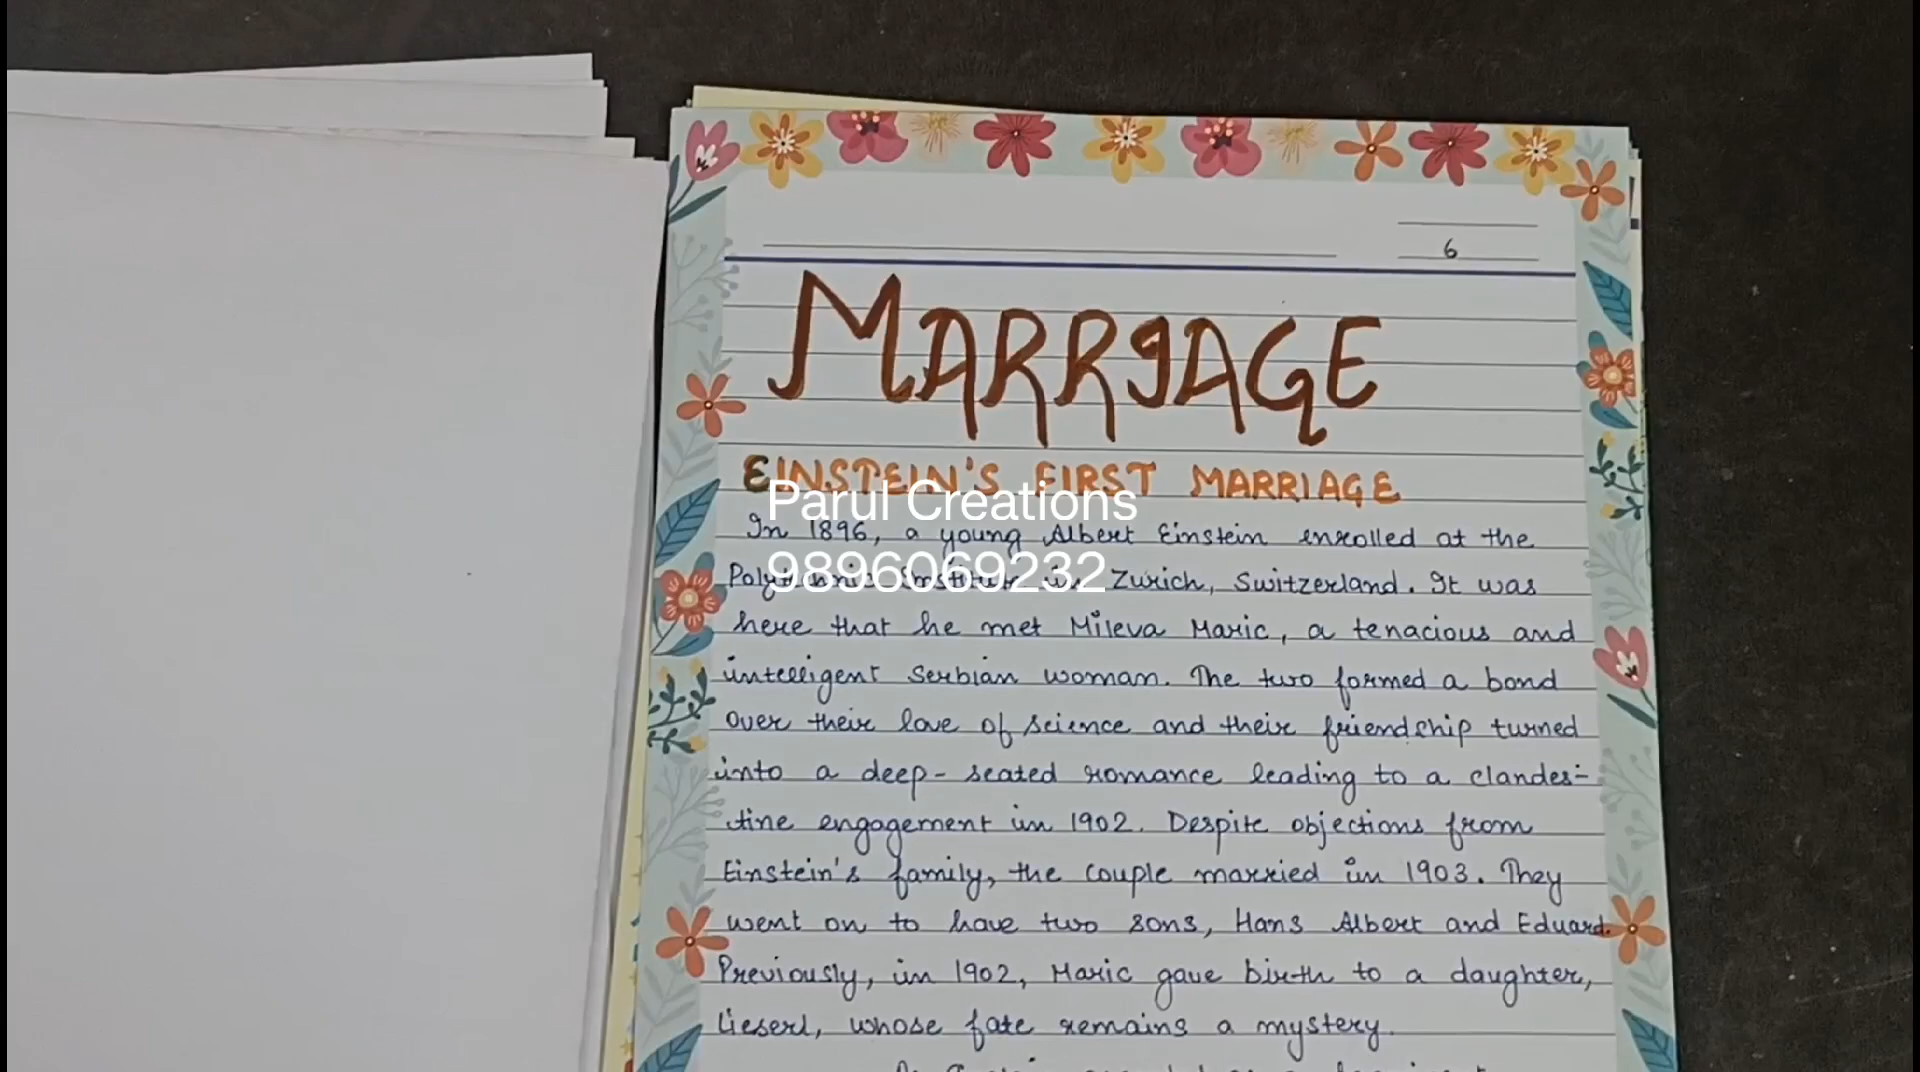 6
MARRIAGE
EINSTEIN'S FIRST MARRIAGE
Parul Creations
In 1896, a young Albert Einstein enrolled at the
9896069232
Polytechnic Institute in Zurich, Switzerland. It was
here that he met Mileva Maric, a tenacious and
intelligent Serbian woman. The two formed a bond
over their love of science and their friendship turned
into a deep-seated romance leading to a clandes-
tine engagement in 1902. Despite objections from
Einstein's family, the couple married in 1903. They
went on to have two sons, Hans Albert and Eduard.
Previously, in 1902, Maric gave birth to a daughter,
Lieserl, whose fate remains a mystery.